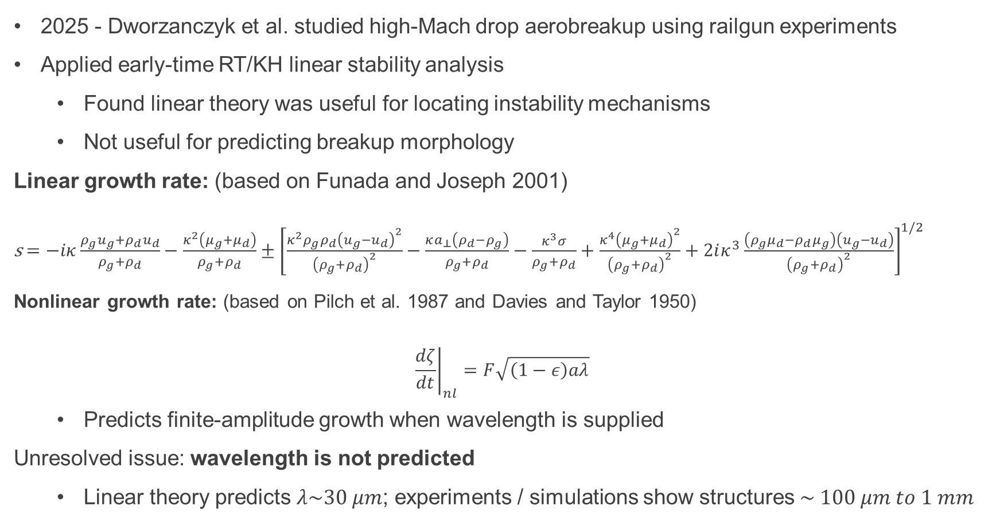 • 2025 - Dworzanczyk et al. studied high-Mach drop aerobreakup using railgun experiments
• Applied early-time RT/KH linear stability analysis
• Found linear theory was useful for locating instability mechanisms
• Not useful for predicting breakup morphology
Linear growth rate: (based on Funada and Joseph 2001)
$s = -i\kappa \frac{\rho_g u_g + \rho_d u_d}{\rho_g + \rho_d} - \frac{\kappa^2(\mu_g + \mu_d)}{\rho_g + \rho_d} \pm \left[ \frac{\kappa^2 \rho_g \rho_d (u_g - u_d)^2}{(\rho_g + \rho_d)^2} - \frac{\kappa a_\perp (\rho_d - \rho_g)}{\rho_g + \rho_d} - \frac{\kappa^3 \sigma}{\rho_g + \rho_d} + \frac{\kappa^4 (\mu_g + \mu_d)^2}{(\rho_g + \rho_d)^2} + 2i\kappa^3 \frac{(\rho_g \mu_d - \rho_d \mu_g)(u_g - u_d)}{(\rho_g + \rho_d)^2} \right]^{1/2}$
Nonlinear growth rate: (based on Pilch et al. 1987 and Davies and Taylor 1950)
$\left. \frac{d\zeta}{dt} \right|_{nl} = F\sqrt{(1 - \epsilon)a\lambda}$
• Predicts finite-amplitude growth when wavelength is supplied
Unresolved issue: wavelength is not predicted
• Linear theory predicts λ~30 μm; experiments / simulations show structures ~ 100 μm to 1 mm